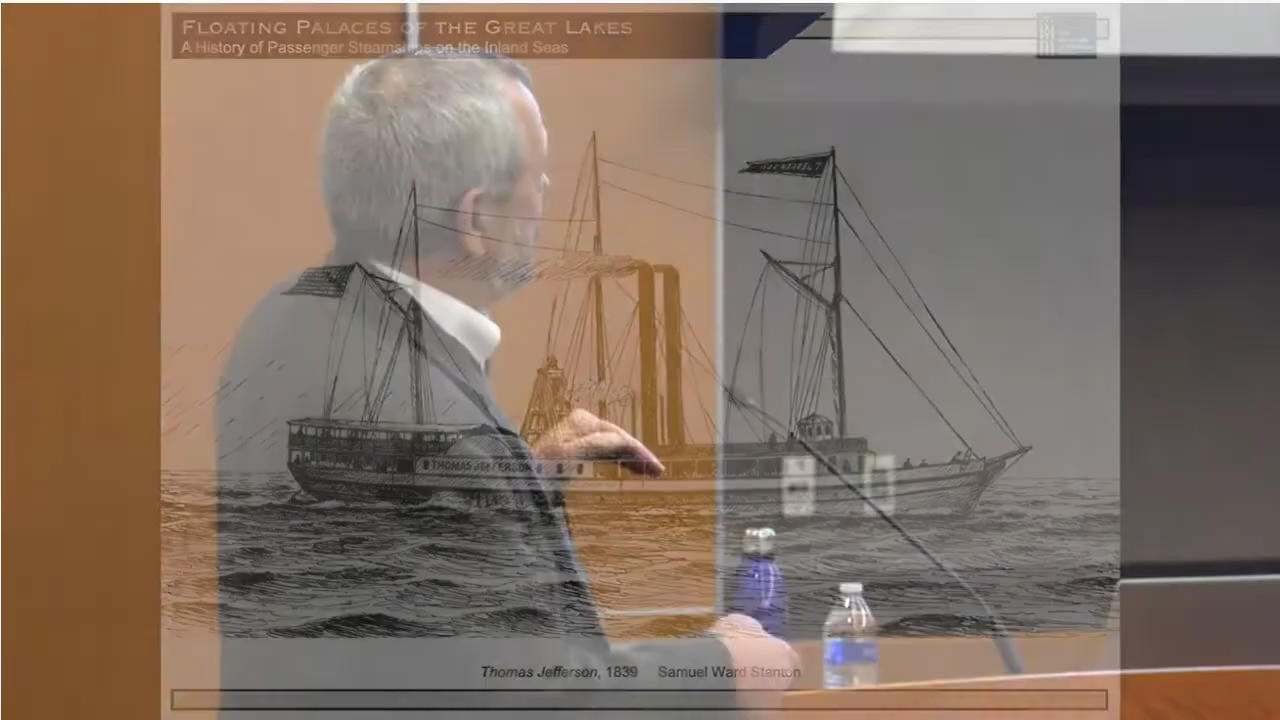 Floating Palaces of the Great Lakes
A History of Passenger Steamships on the Inland Seas
THOMAS JEFFERSON
Thomas Jefferson, 1839 Samuel Ward Stanton